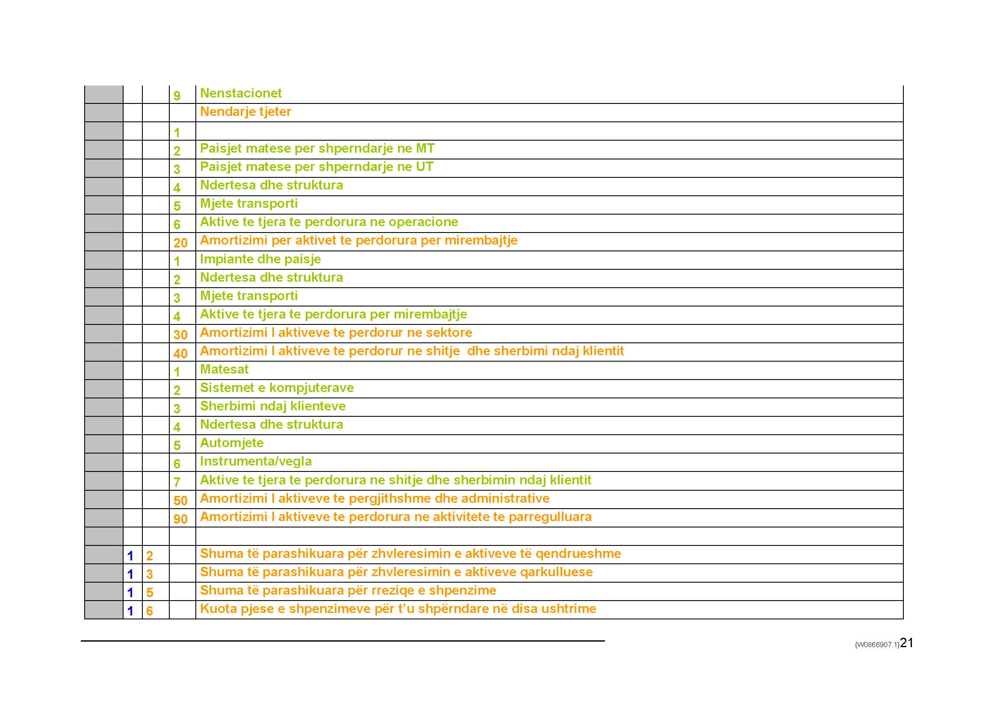 9 Nenstacionet
Nendarje tjeter
1
2 Paisjet matese per shperndarje ne MT
3 Paisjet matese per shperndarje ne UT
4 Ndertesa dhe struktura
5 Mjete transporti
6 Aktive te tjera te perdorura ne operacione
20 Amortizimi per aktivet te perdorura per mirembajtje
1 Impiante dhe paisje
2 Ndertesa dhe struktura
3 Mjete transporti
4 Aktive te tjera te perdorura per mirembajtje
30 Amortizimi I aktiveve te perdorur ne sektore
40 Amortizimi I aktiveve te perdorur ne shitje  dhe sherbimi ndaj klientit
1 Matesat
2 Sistemet e kompjuterave
3 Sherbimi ndaj klienteve
4 Ndertesa dhe struktura
5 Automjete
6 Instrumenta/vegla
7 Aktive te tjera te perdorura ne shitje dhe sherbimin ndaj klientit
50 Amortizimi I aktiveve te pergjithshme dhe administrative
90 Amortizimi I aktiveve te perdorura ne aktivitete te parregulluara
1 2 Shuma të parashikuara për zhvleresimin e aktiveve të qendrueshme
1 3 Shuma të parashikuara për zhvleresimin e aktiveve qarkulluese
1 5 Shuma të parashikuara për rreziqe e shpenzime
1 6 Kuota pjese e shpenzimeve për t’u shpërndare në disa ushtrime
{W0866907.1}21